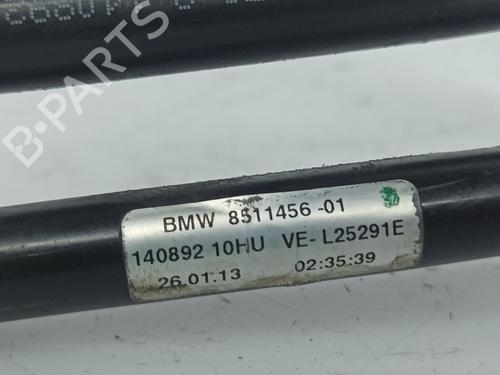 B-PARTS
BMW 8511456-01
140892 10HU VE- L25291E
26.01.13 02:35:39